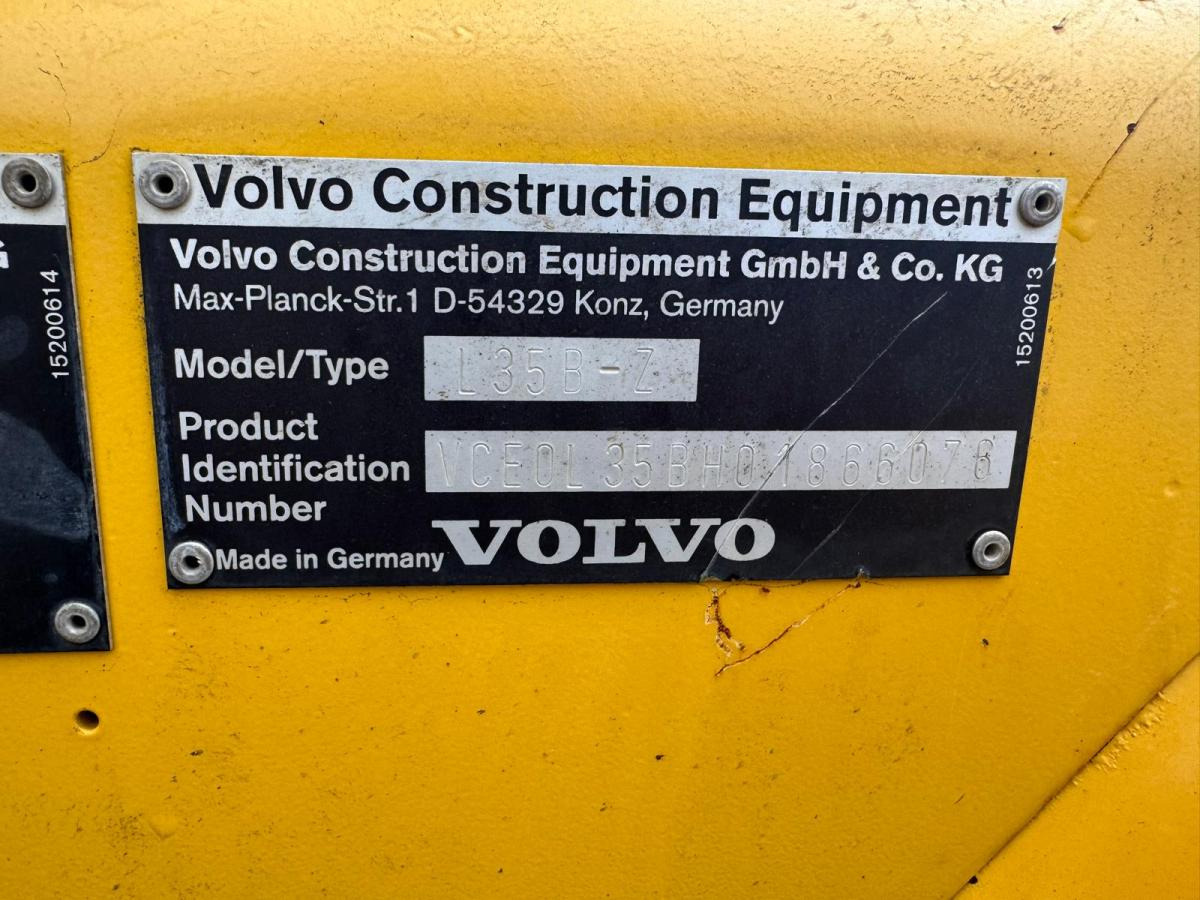 G
15200614
Volvo Construction Equipment
Volvo Construction Equipment GmbH & Co. KG
Max-Planck-Str.1 D-54329 Konz, Germany
15200613
Model/Type L35B-Z
Product
Identification VCE0L35BH01866076
Number
Made in Germany VOLVO